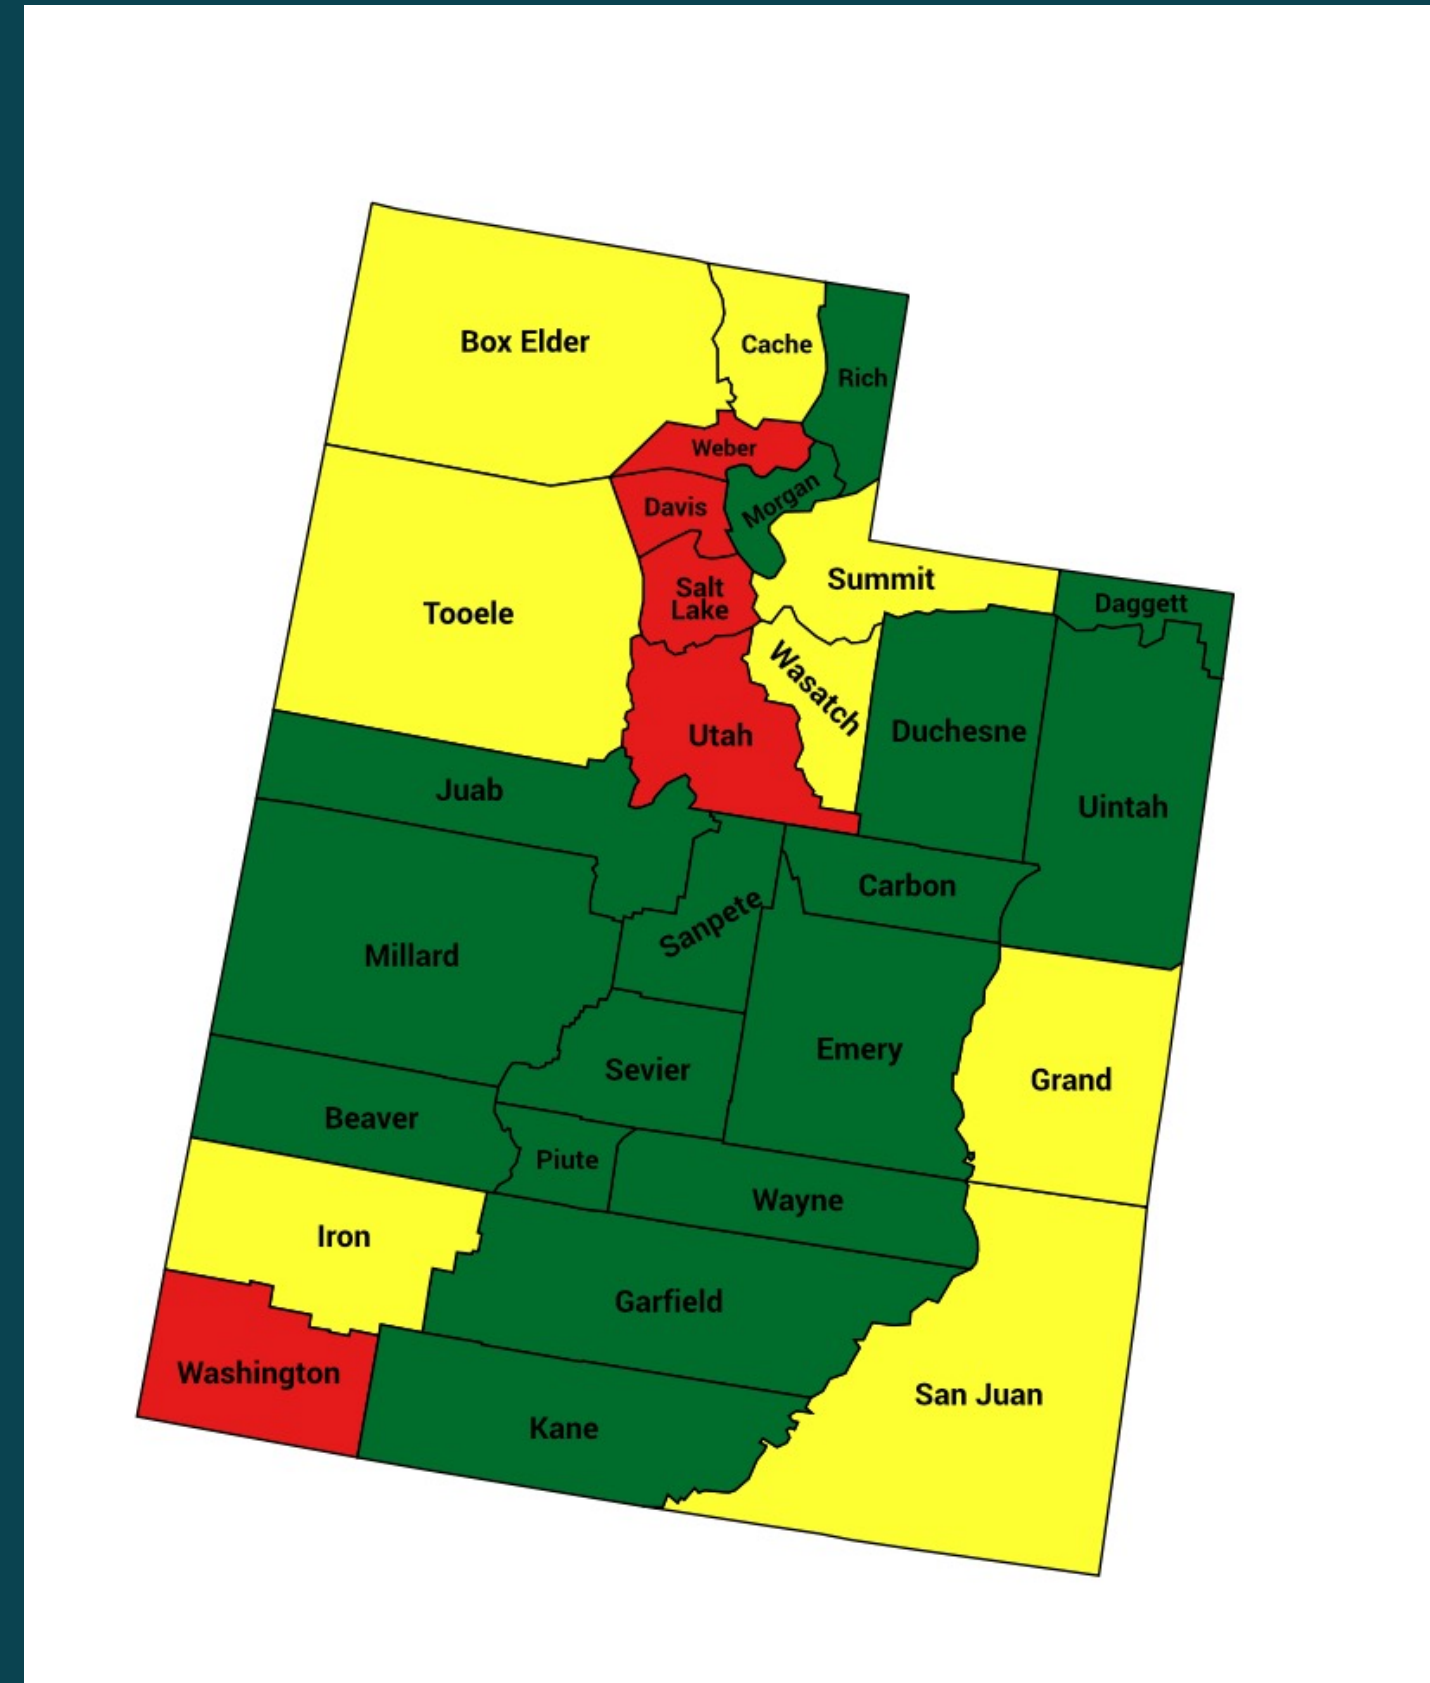 Box Elder
Cache
Rich
Weber
Morgan
Davis
Summit
Salt
Lake
Daggett
Tooele
Wasatch
Utah
Duchesne
Juab
Uintah
Carbon
Sanpete
Millard
Emery
Sevier
Grand
Beaver
Piute
Wayne
Iron
Garfield
Washington
San Juan
Kane